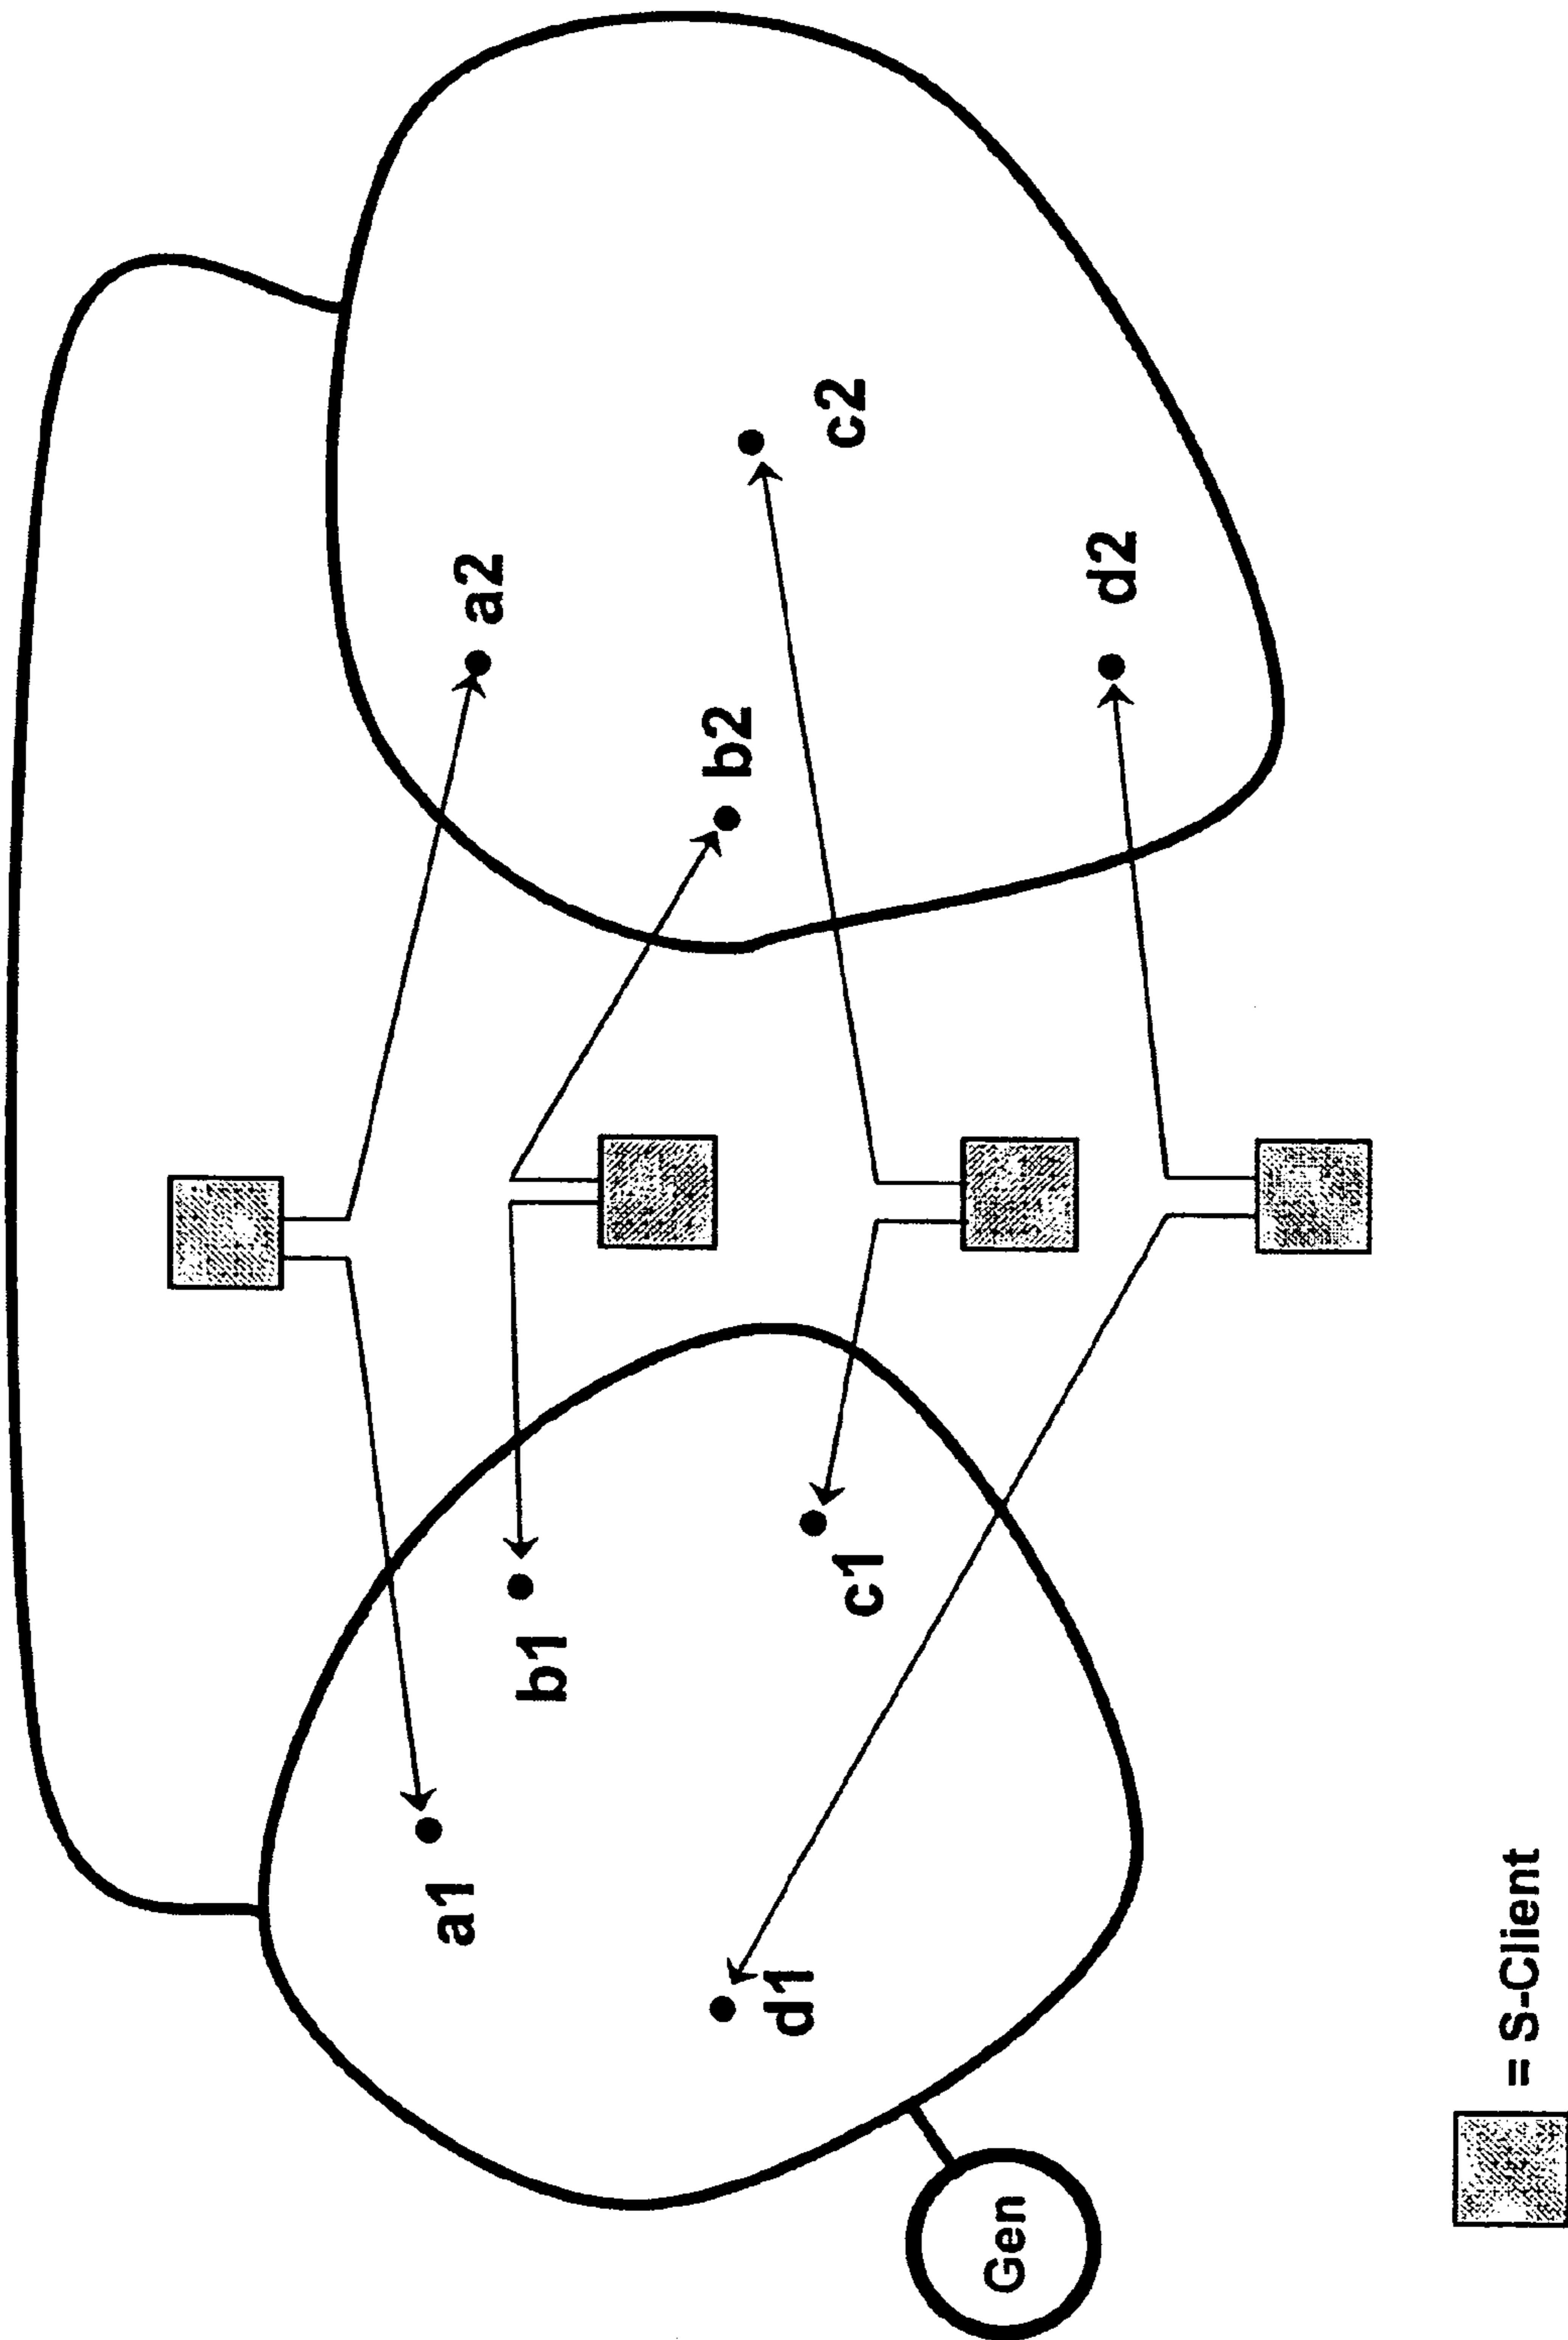 a1
a2
b1
b2
c1
c2
d1
d2
Gen
= S-Client